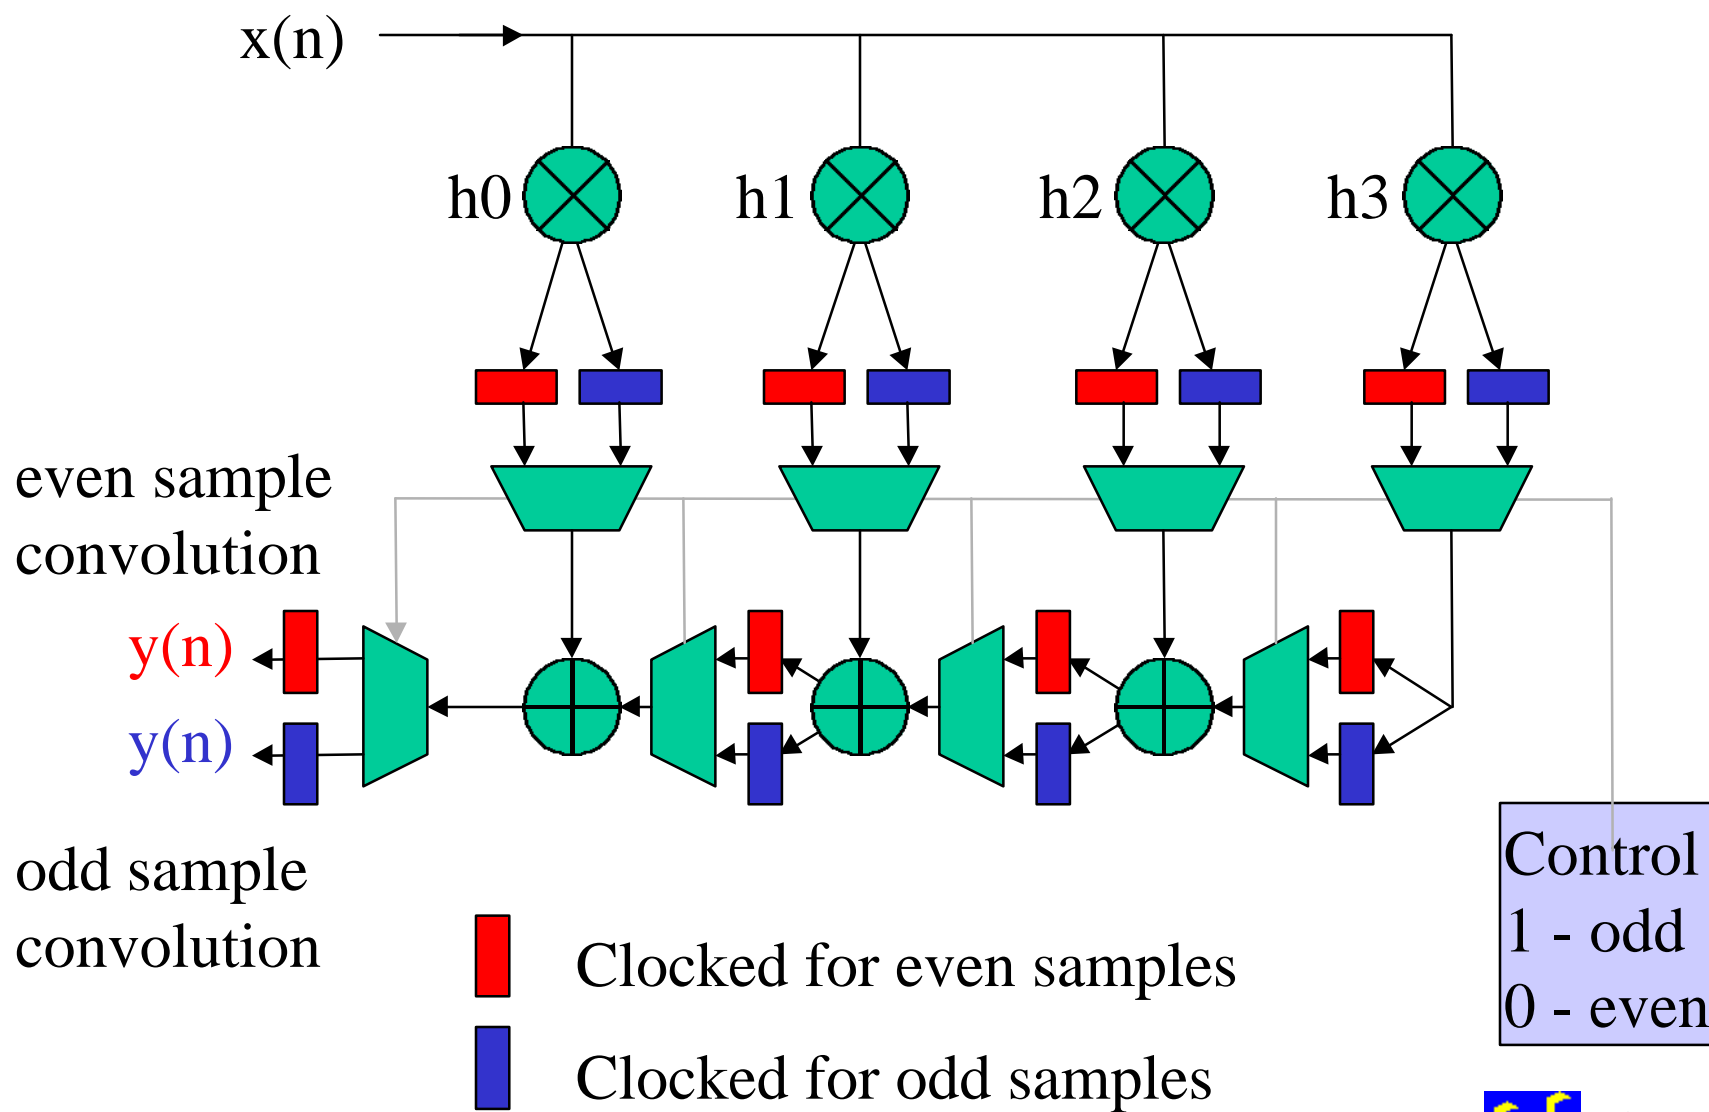 x(n)
h0
h1
h2
h3
even sample
convolution
y(n)
y(n)
odd sample
convolution
Control
1 - odd
0 - even
Clocked for even samples
Clocked for odd samples